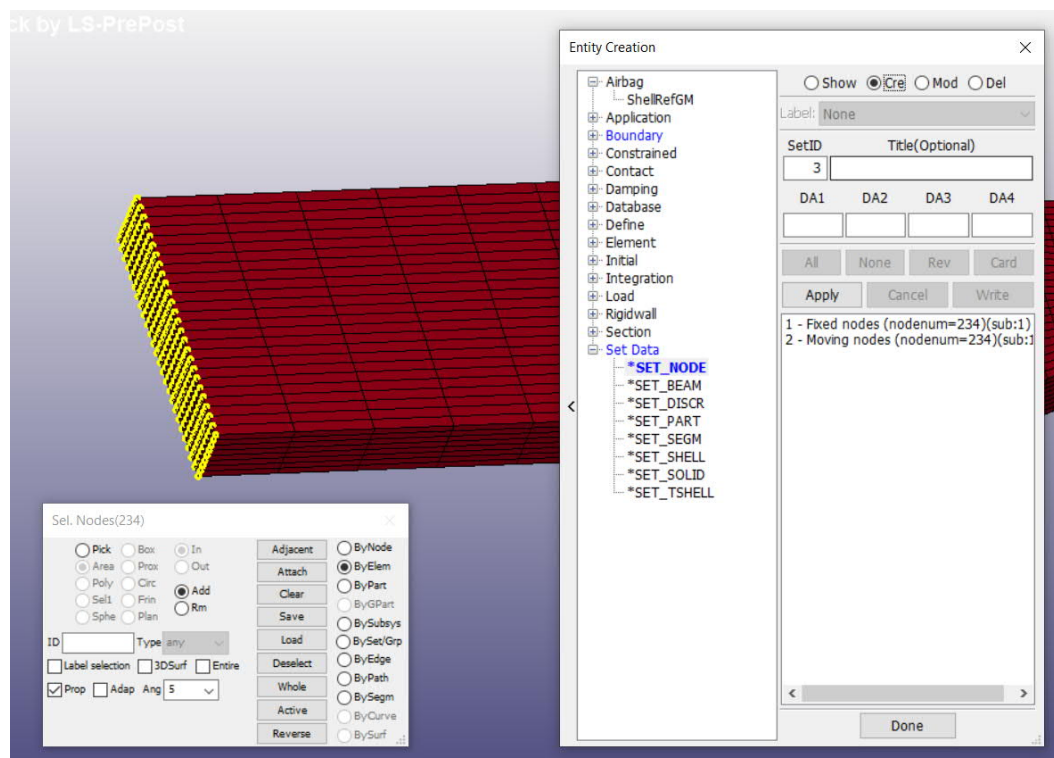 ck by LS-PrePost
Entity Creation
Airbag
ShellRefGM
Application
Boundary
Constrained
Contact
Damping
Database
Define
Element
Initial
Integration
Load
Rigidwall
Section
Set Data
*SET_NODE
*SET_BEAM
*SET_DISCR
*SET_PART
*SET_SEGM
*SET_SHELL
*SET_SOLID
*SET_TSHELL
Show Cre Mod Del
Label: None
SetID Title(Optional)
3
DA1 DA2 DA3 DA4
All None Rev Card
Apply Cancel Write
1 - Fixed nodes (nodenum=234)(sub:1)
2 - Moving nodes (nodenum=234)(sub:1
Done
Sel. Nodes(234)
Pick Box In
Area Prox Out
Poly Circ
Add
Sel1 Frin
Rm
Sphe Plan
ID Type any
Label selection 3DSurf Entire
Prop Adap Ang 5
Adjacent
Attach
Clear
Save
Load
Deselect
Whole
Active
Reverse
ByNode
ByElem
ByPart
ByGPart
BySubsys
BySet/Grp
ByEdge
ByPath
BySegm
ByCurve
BySurf